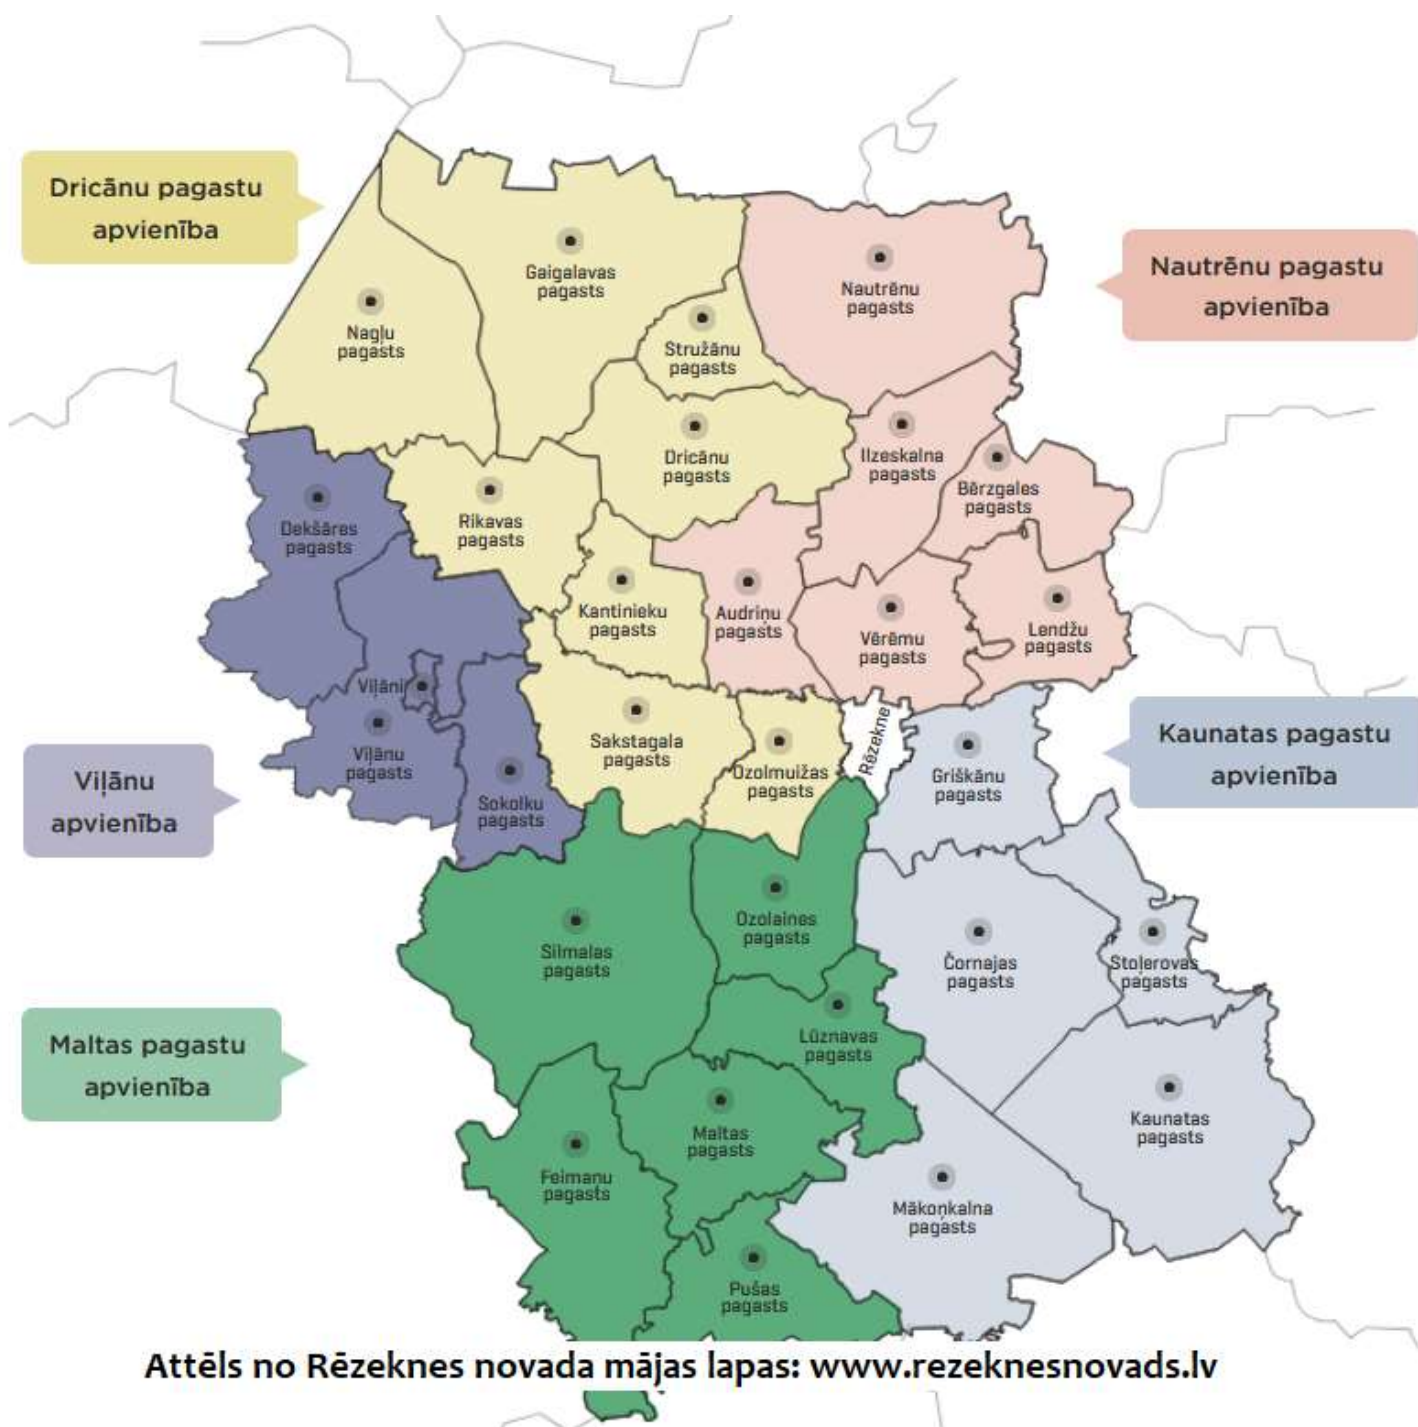 Dricānu pagastu
apvienība
Nautrēnu pagastu
apvienība
Gaigalavas
pagasts
Nautrēnu
pagasts
Nagļu
pagasts
Stružānu
pagasts
Dricānu
pagasts
Ilzeskalna
pagasts
Bērzgales
pagasts
Dekšāres
pagasts
Rikavas
pagasts
Kantinieku
pagasts
Audriņu
pagasts
Vērēmu
pagasts
Lendžu
pagasts
Viļāni
Viļānu
pagasts
Sakstagala
pagasts
Ozolmuižas
pagasts
Rēzekne
Griškānu
pagasts
Kaunatas pagastu
apvienība
Viļānu
apvienība
Sokolku
pagasts
Ozolaines
pagasts
Silmalas
pagasts
Čornajas
pagasts
Stoļerovas
pagasts
Maltas pagastu
apvienība
Lūznavas
pagasts
Maltas
pagasts
Kaunatas
pagasts
Feimaņu
pagasts
Mākoņkalna
pagasts
Pušas
pagasts
Attēls no Rēzeknes novada mājas lapas: www.rezeknesnovads.lv